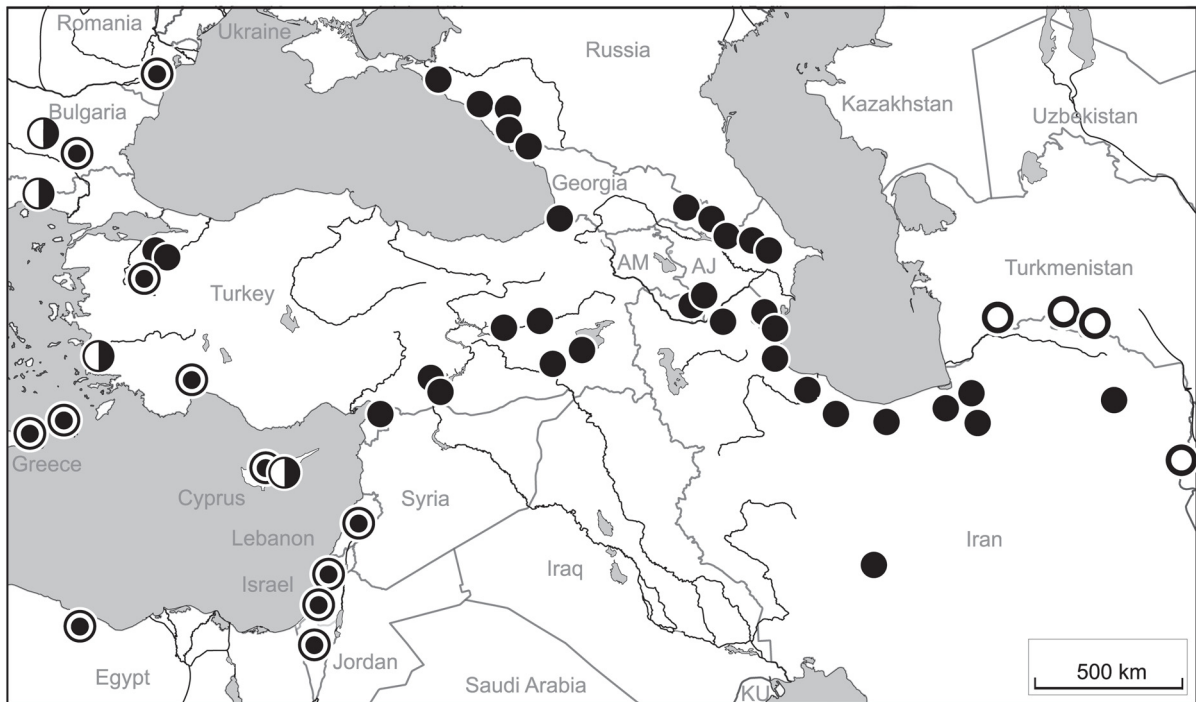 Romania
Ukraine
Russia
Kazakhstan
Bulgaria
Uzbekistan
Georgia
AM
AJ
Turkmenistan
Turkey
Greece
Cyprus
Syria
Lebanon
Iran
Iraq
Israel
Jordan
Egypt
Saudi Arabia
KU
500 km